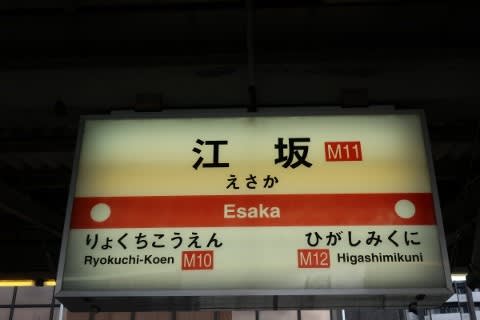 江坂 M11
えさか
Esaka
りょくちこうえん ひがしみくに
Ryokuchi-Koen M10 M12 Higashimikuni